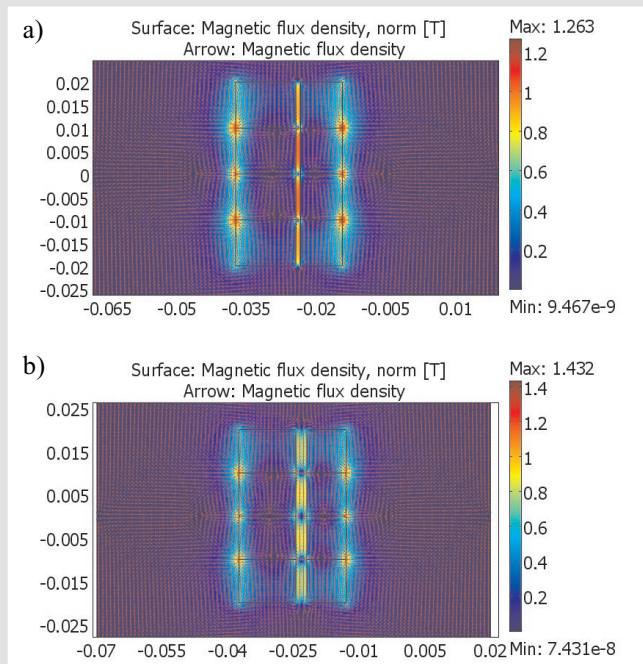 a)
Surface: Magnetic flux density, norm [T]
Arrow: Magnetic flux density
Max: 1.263
0.02
0.015
0.01
0.005
0
-0.005
-0.01
-0.015
-0.02
-0.025
-0.065 -0.05 -0.035 -0.02 -0.005 0.01
1.2
1
0.8
0.6
0.4
0.2
Min: 9.467e-9
b)
Surface: Magnetic flux density, norm [T]
Arrow: Magnetic flux density
Max: 1.432
0.025
0.015
0.005
-0.005
-0.015
-0.025
-0.07 -0.055 -0.04 -0.025 -0.01 0.005 0.02
1.4
1.2
1
0.8
0.6
0.4
0.2
Min: 7.431e-8